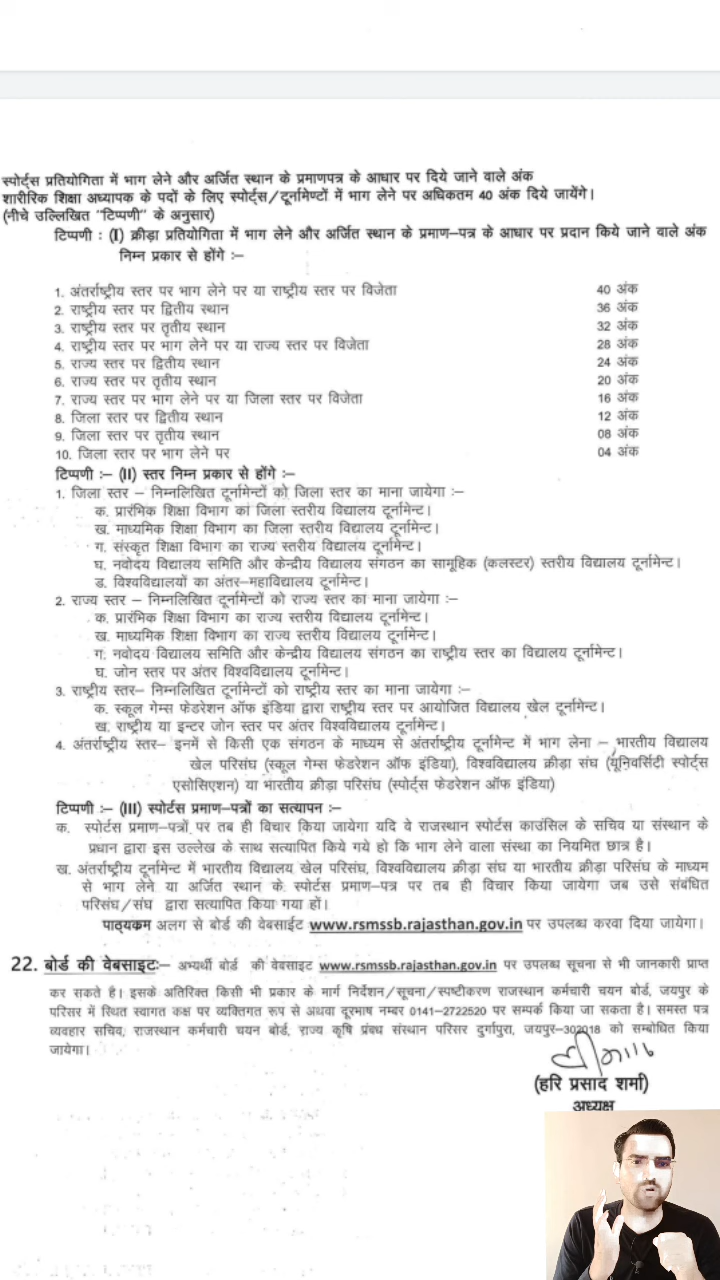 स्पोर्ट्स प्रतियोगिता में भाग लेने और अर्जित स्थान के प्रमाणपत्र के आधार पर दिये जाने वाले अंक
शारीरिक शिक्षा अध्यापक के पदों के लिए स्पोर्ट्स/टूर्नामेण्टों में भाग लेने पर अधिकतम 40 अंक दिये जायेंगे।
(नीचे उल्लिखित "टिप्पणी" के अनुसार)
टिप्पणी : (I) क्रीड़ा प्रतियोगिता में भाग लेने और अर्जित स्थान के प्रमाण–पत्र के आधार पर प्रदान किये जाने वाले अंक
निम्न प्रकार से होंगे :–
1. अंतर्राष्ट्रीय स्तर पर भाग लेने पर या राष्ट्रीय स्तर पर विजेता 40 अंक
2. राष्ट्रीय स्तर पर द्वितीय स्थान 36 अंक
3. राष्ट्रीय स्तर पर तृतीय स्थान 32 अंक
4. राष्ट्रीय स्तर पर भाग लेने पर या राज्य स्तर पर विजेता 28 अंक
5. राज्य स्तर पर द्वितीय स्थान 24 अंक
6. राज्य स्तर पर तृतीय स्थान 20 अंक
7. राज्य स्तर पर भाग लेने पर या जिला स्तर पर विजेता 16 अंक
8. जिला स्तर पर द्वितीय स्थान 12 अंक
9. जिला स्तर पर तृतीय स्थान 08 अंक
10. जिला स्तर पर भाग लेने पर 04 अंक
टिप्पणी :– (II) स्तर निम्न प्रकार से होंगे :–
1. जिला स्तर – निम्नलिखित टूर्नामेन्टों को जिला स्तर का माना जायेगा :–
क. प्रारंभिक शिक्षा विभाग का जिला स्तरीय विद्यालय टूर्नामेन्ट।
ख. माध्यमिक शिक्षा विभाग का जिला स्तरीय विद्यालय टूर्नामेन्ट।
ग. संस्कृत शिक्षा विभाग का राज्य स्तरीय विद्यालय टूर्नामेन्ट।
घ. नवोदय विद्यालय समिति और केन्द्रीय विद्यालय संगठन का सामूहिक (कलस्टर) स्तरीय विद्यालय टूर्नामेन्ट।
ड. विश्वविद्यालयों का अंतर–महाविद्यालय टूर्नामेन्ट।
2. राज्य स्तर – निम्नलिखित टूर्नामेन्टों को राज्य स्तर का माना जायेगा :–
क. प्रारंभिक शिक्षा विभाग का राज्य स्तरीय विद्यालय टूर्नामेन्ट।
ख. माध्यमिक शिक्षा विभाग का राज्य स्तरीय विद्यालय टूर्नामेन्ट।
ग. नवोदय विद्यालय समिति और केन्द्रीय विद्यालय संगठन का राष्ट्रीय स्तर का विद्यालय टूर्नामेन्ट।
घ. जोन स्तर पर अंतर विश्वविद्यालय टूर्नामेन्ट।
3. राष्ट्रीय स्तर– निम्नलिखित टूर्नामेन्टों को राष्ट्रीय स्तर का माना जायेगा :–
क. स्कूल गेम्स फेडरेशन ऑफ इंडिया द्वारा राष्ट्रीय स्तर पर आयोजित विद्यालय खेल टूर्नामेन्ट।
ख. राष्ट्रीय या इन्टर जोन स्तर पर अंतर विश्वविद्यालय टूर्नामेन्ट।
4. अंतर्राष्ट्रीय स्तर– इनमें से किसी एक संगठन के माध्यम से अंतर्राष्ट्रीय टूर्नामेन्ट में भाग लेना – भारतीय विद्यालय
खेल परिसंघ (स्कूल गेम्स फेडरेशन ऑफ इंडिया), विश्वविद्यालय क्रीड़ा संघ (यूनिवर्सिटी स्पोर्ट्स
एसोसिएशन) या भारतीय क्रीड़ा परिसंघ (स्पोर्ट्स फेडरेशन ऑफ इंडिया)
टिप्पणी :– (III) स्पोर्टस प्रमाण–पत्रों का सत्यापन :–
क. स्पोर्टस प्रमाण–पत्रों पर तब ही विचार किया जायेगा यदि वे राजस्थान स्पोर्टस काउंसिल के सचिव या संस्थान के
प्रधान द्वारा इस उल्लेख के साथ सत्यापित किये गये हो कि भाग लेने वाला संस्था का नियमित छात्र है।
ख. अंतर्राष्ट्रीय टूर्नामेन्ट में भारतीय विद्यालय खेल परिसंघ, विश्वविद्यालय क्रीड़ा संघ या भारतीय क्रीड़ा परिसंघ के माध्यम
से भाग लेने या अर्जित स्थान के स्पोर्टस प्रमाण–पत्र पर तब ही विचार किया जायेगा जब उसे संबंधित
परिसंघ/संघ द्वारा सत्यापित किया गया हों।
पाठ्यक्रम अलग से बोर्ड की वेबसाईट www.rsmssb.rajasthan.gov.in पर उपलब्ध करवा दिया जायेगा।
22. बोर्ड की वेबसाइटः– अभ्यर्थी बोर्ड की वेबसाइट www.rsmssb.rajasthan.gov.in पर उपलब्ध सूचना से भी जानकारी प्राप्त
कर सकते है। इसके अतिरिक्त किसी भी प्रकार के मार्ग निर्देशन/सूचना/स्पष्टीकरण राजस्थान कर्मचारी चयन बोर्ड, जयपुर के
परिसर में स्थित स्वागत कक्ष पर व्यक्तिगत रूप से अथवा दूरभाष नम्बर 0141–2722520 पर सम्पर्क किया जा सकता है। समस्त पत्र
व्यवहार सचिव, राजस्थान कर्मचारी चयन बोर्ड, राज्य कृषि प्रंबध संस्थान परिसर दुर्गापुरा, जयपुर–302018 को सम्बोधित किया
जायेगा।
(हरि प्रसाद शर्मा)
अध्यक्ष